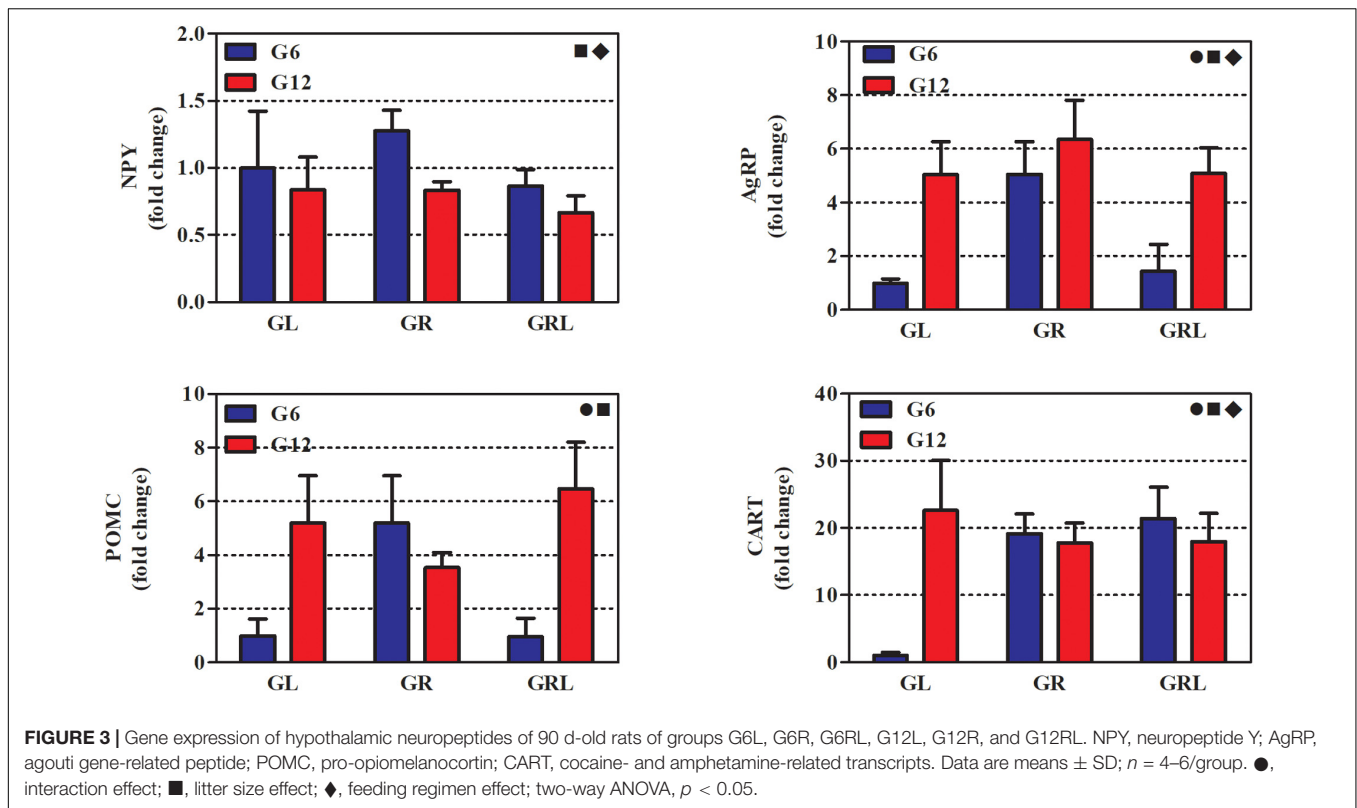 2.0
1.5
1.0
0.5
0.0
NPY
(fold change)
G6
G12
■◆
GL GR GRL
10
8
6
4
2
0
AgRP
(fold change)
G6
G12
●■◆
GL GR GRL
10
8
6
4
2
0
POMC
(fold change)
G6
G12
●■
GL GR GRL
40
30
20
10
0
CART
(fold change)
G6
G12
●■◆
GL GR GRL
FIGURE 3 | Gene expression of hypothalamic neuropeptides of 90 d-old rats of groups G6L, G6R, G6RL, G12L, G12R, and G12RL. NPY, neuropeptide Y; AgRP,
agouti gene-related peptide; POMC, pro-opiomelanocortin; CART, cocaine- and amphetamine-related transcripts. Data are means ± SD; n = 4–6/group. ●,
interaction effect; ■, litter size effect; ◆, feeding regimen effect; two-way ANOVA, p < 0.05.